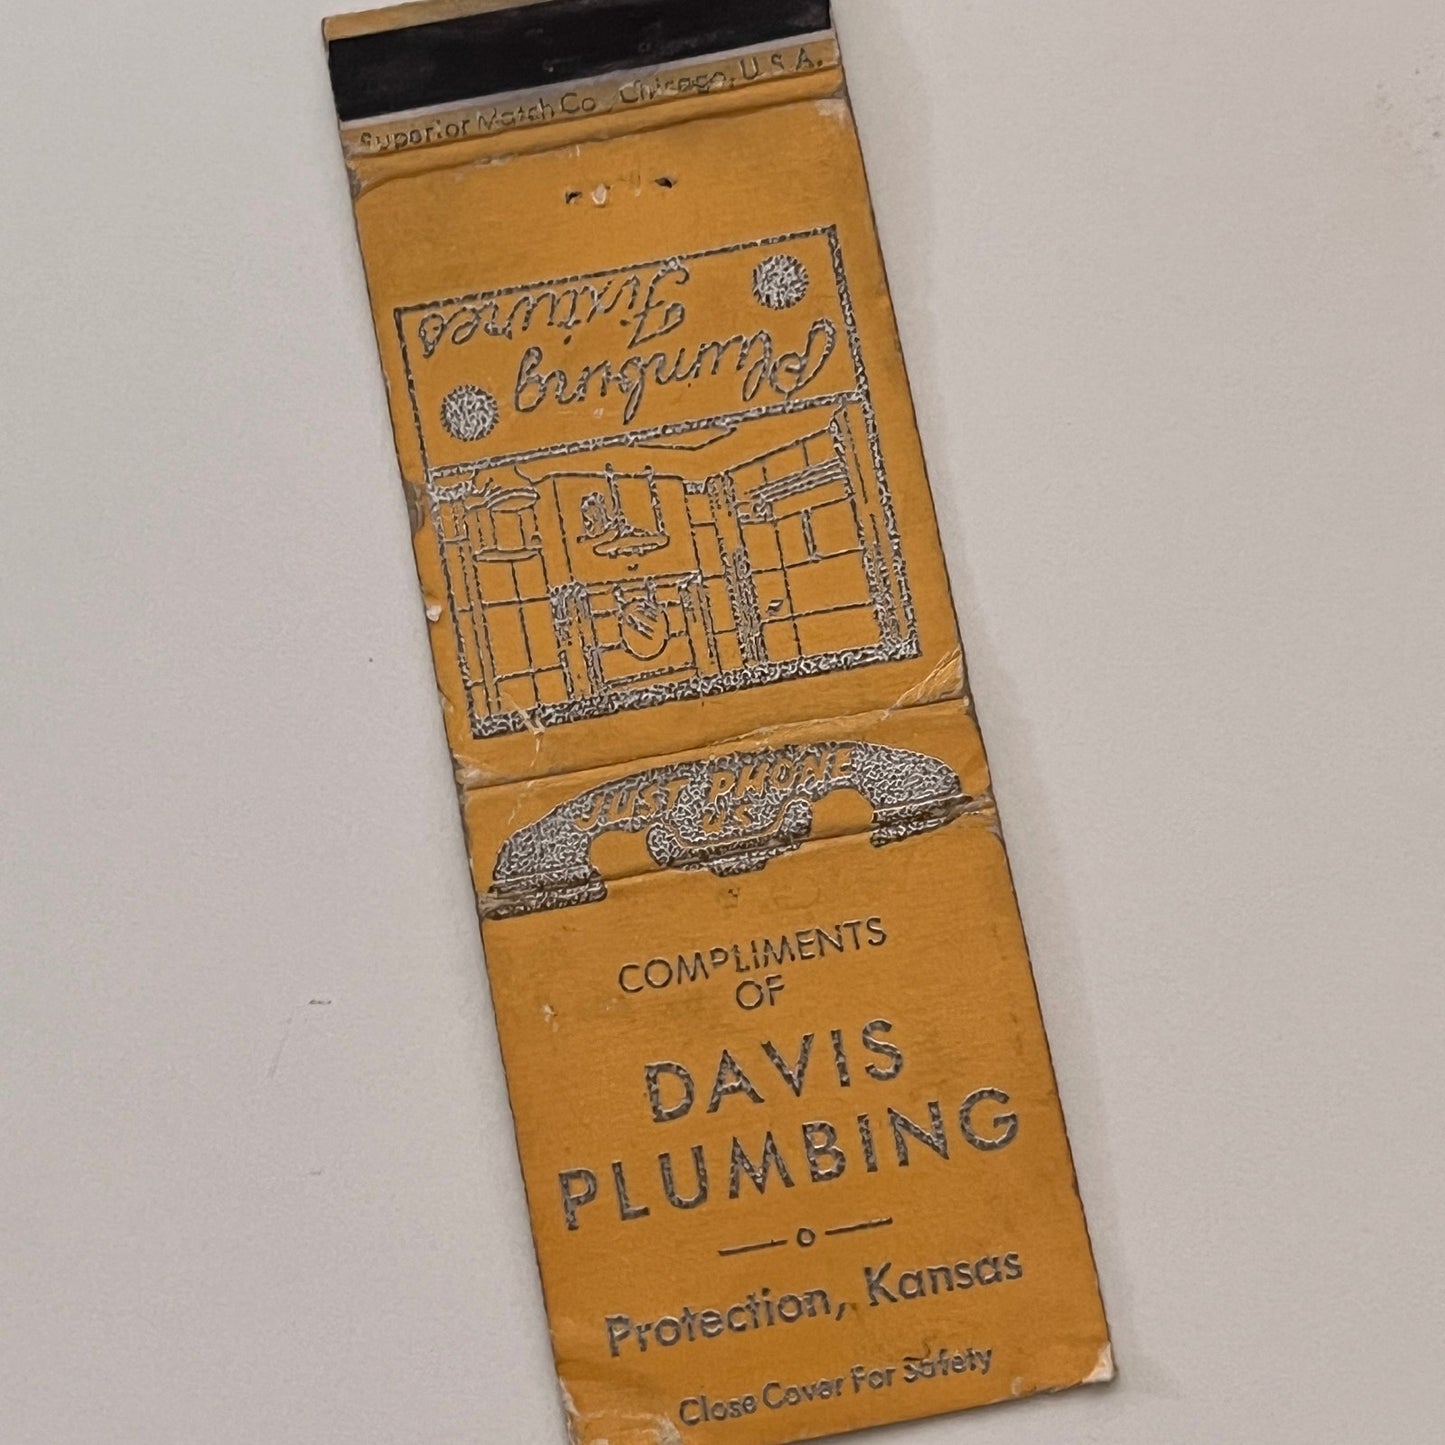 Superior Match Co., Chicago, U.S.A.
Plumbing
Fixtures
JUST PHONE
US
COMPLIMENTS
OF
DAVIS
PLUMBING
Protection, Kansas
Close Cover For Safety